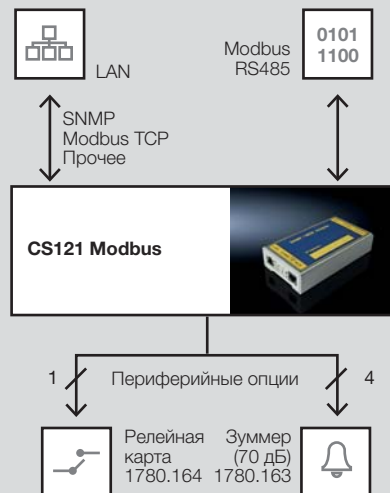 LAN
Modbus
RS485
0101
1100
SNMP
Modbus TCP
Прочее
CS121 Modbus
1
Периферийные опции
4
Релейная
карта
1780.164
Зуммер
(70 дБ)
1780.163